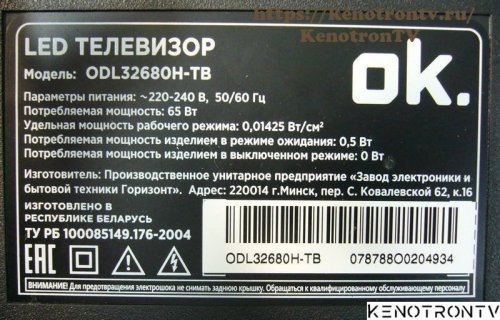 https://kenotrontv.ru/
KenotronTV
LED ТЕЛЕВИЗОР
Модель: ODL32680H-TB
ok.
Параметры питания: ~220-240 В, 50/60 Гц
Потребляемая мощность: 65 Вт
Удельная мощность рабочего режима: 0,01425 Вт/см²
Потребляемая мощность изделием в режиме ожидания: 0,5 Вт
Потребляемая мощность изделием в выключенном режиме: 0 Вт
Изготовитель: Производственное унитарное предприятие «Завод электроники и
бытовой техники Горизонт». Адрес: 220014 г.Минск, пер. С. Ковалевской 62, к.16
ИЗГОТОВЛЕНО В
РЕСПУБЛИКЕ БЕЛАРУСЬ
ТУ РБ 100085149.176-2004
EAC
ODL32680H-TB 078788O0204934
ВНИМАНИЕ! Для предупреждения электрошока не снимать заднюю крышку. Обращаться к квалифицированному обслуживающему персоналу
KENOTRONTV